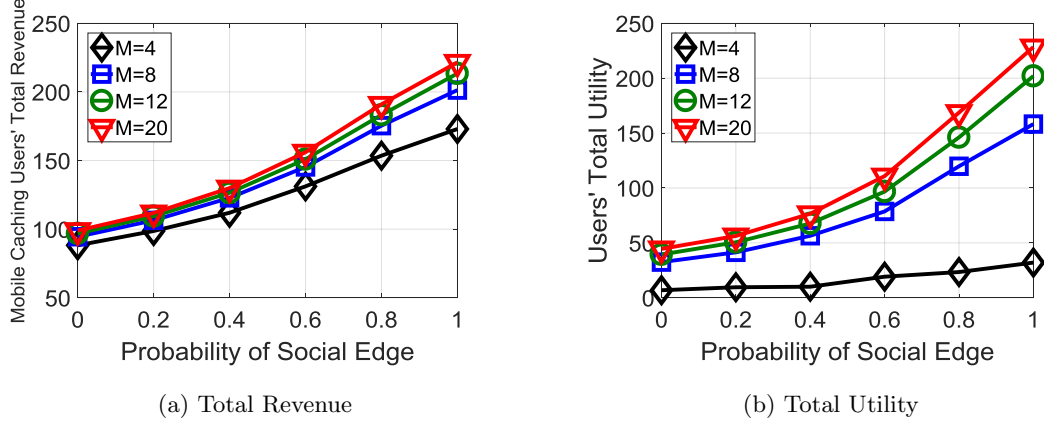 Mobile Caching Users' Total Revenue
250
200
150
100
50
M=4
M=8
M=12
M=20
0 0.2 0.4 0.6 0.8 1
Probability of Social Edge
(a) Total Revenue
Users' Total Utility
250
200
150
100
50
0
M=4
M=8
M=12
M=20
0 0.2 0.4 0.6 0.8 1
Probability of Social Edge
(b) Total Utility